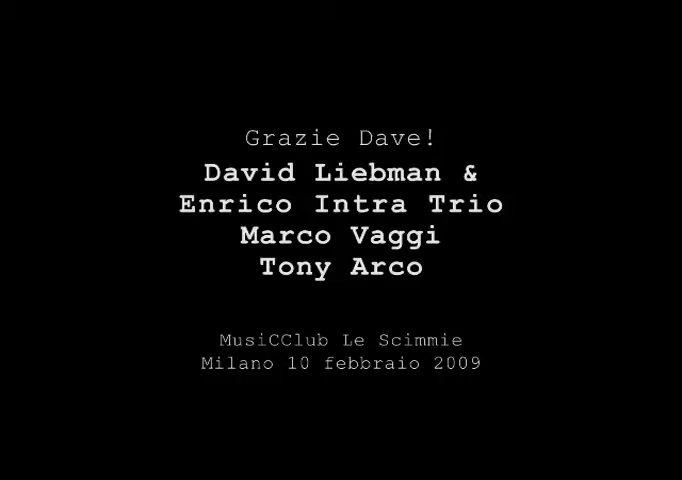 Grazie Dave!
David Liebman &
Enrico Intra Trio
Marco Vaggi
Tony Arco
MusiCClub Le Scimmie
Milano 10 febbraio 2009